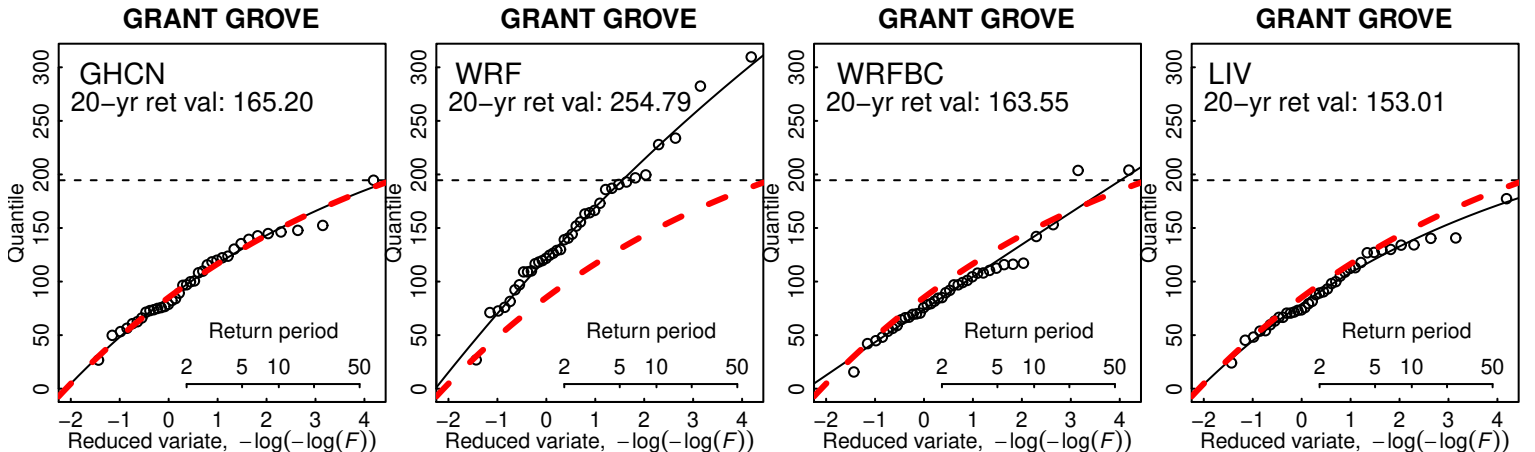 GRANT GROVE
GHCN
20−yr ret val: 165.20
Quantile
0 50 100 150 200 250 300
Return period
2 5 10 50
−2 −1 0 1 2 3 4
Reduced variate, −log(−log(F))
GRANT GROVE
WRF
20−yr ret val: 254.79
Quantile
0 50 100 150 200 250 300
Return period
2 5 10 50
−2 −1 0 1 2 3 4
Reduced variate, −log(−log(F))
GRANT GROVE
WRFBC
20−yr ret val: 163.55
Quantile
0 50 100 150 200 250 300
Return period
2 5 10 50
−2 −1 0 1 2 3 4
Reduced variate, −log(−log(F))
GRANT GROVE
LIV
20−yr ret val: 153.01
Quantile
0 50 100 150 200 250 300
Return period
2 5 10 50
−2 −1 0 1 2 3 4
Reduced variate, −log(−log(F))